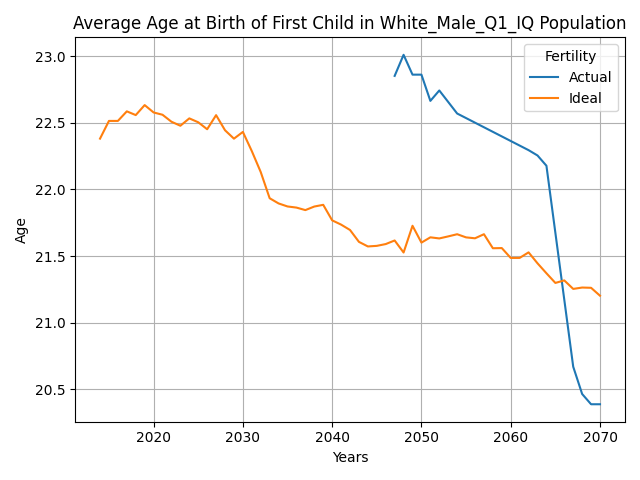 Average Age at Birth of First Child in White_Male_Q1_IQ Population
Fertility
Actual
Ideal
23.0
22.5
22.0
21.5
21.0
20.5
Age
2020
2030
2040
2050
2060
2070
Years